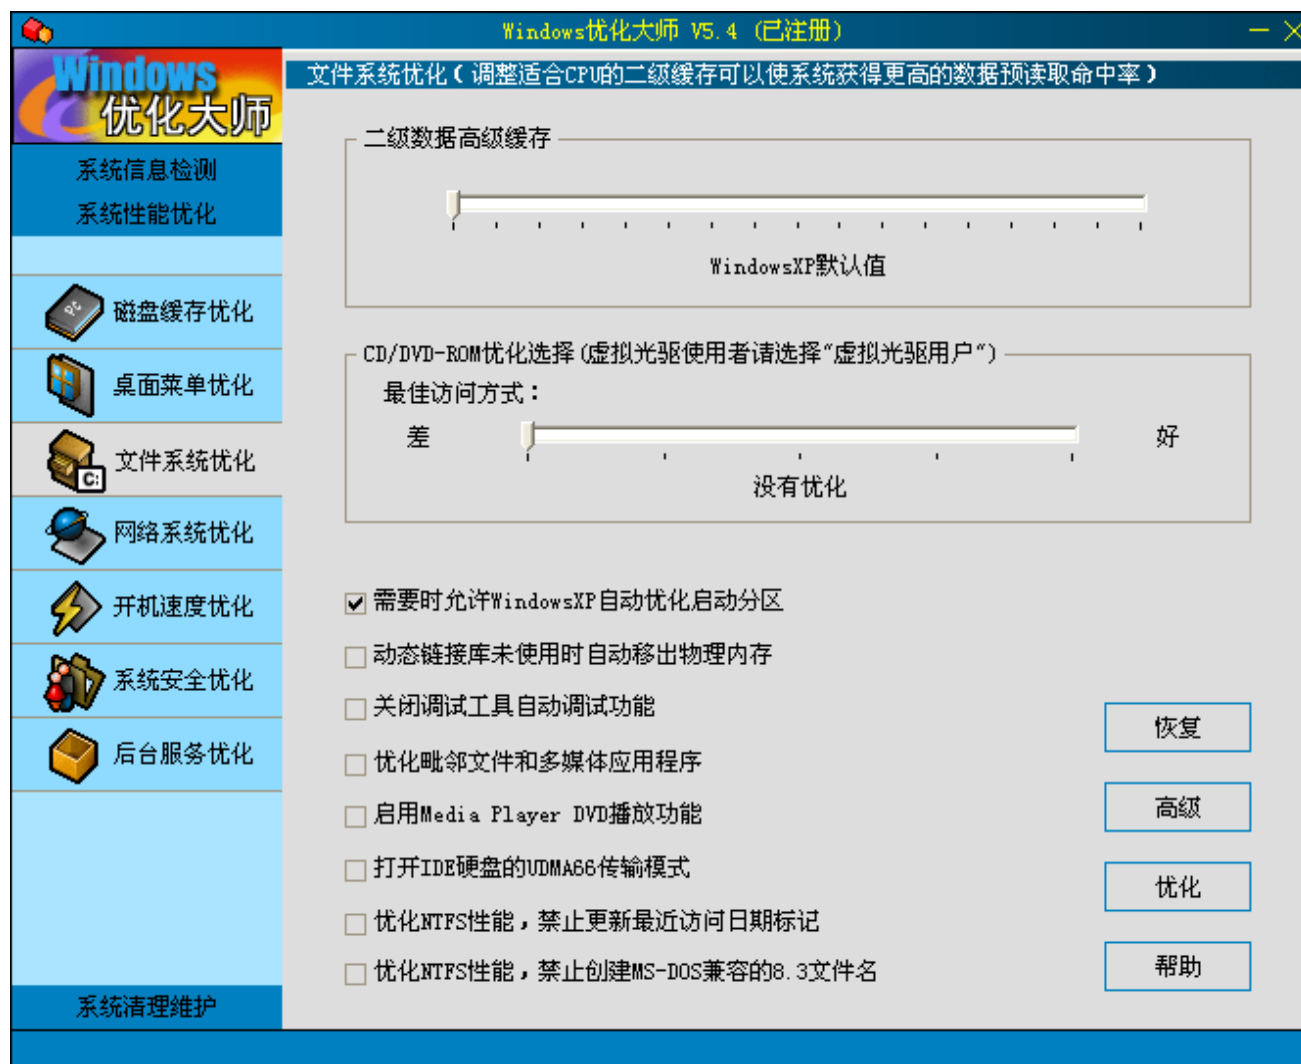 Windows优化大师 V5.4 (已注册)
Windows
优化大师
文件系统优化(调整适合CPU的二级缓存可以使系统获得更高的数据预读取命中率)
系统信息检测
系统性能优化
磁盘缓存优化
桌面菜单优化
C:
文件系统优化
网络系统优化
开机速度优化
系统安全优化
后台服务优化
系统清理维护
二级数据高级缓存
WindowsXP默认值
CD/DVD-ROM优化选择(虚拟光驱使用者请选择"虚拟光驱用户")
最佳访问方式:
差
好
没有优化
需要时允许WindowsXP自动优化启动分区
动态链接库未使用时自动移出物理内存
关闭调试工具自动调试功能
优化毗邻文件和多媒体应用程序
启用Media Player DVD播放功能
打开IDE硬盘的UDMA66传输模式
优化NTFS性能,禁止更新最近访问日期标记
优化NTFS性能,禁止创建MS-DOS兼容的8.3文件名
恢复
高级
优化
帮助